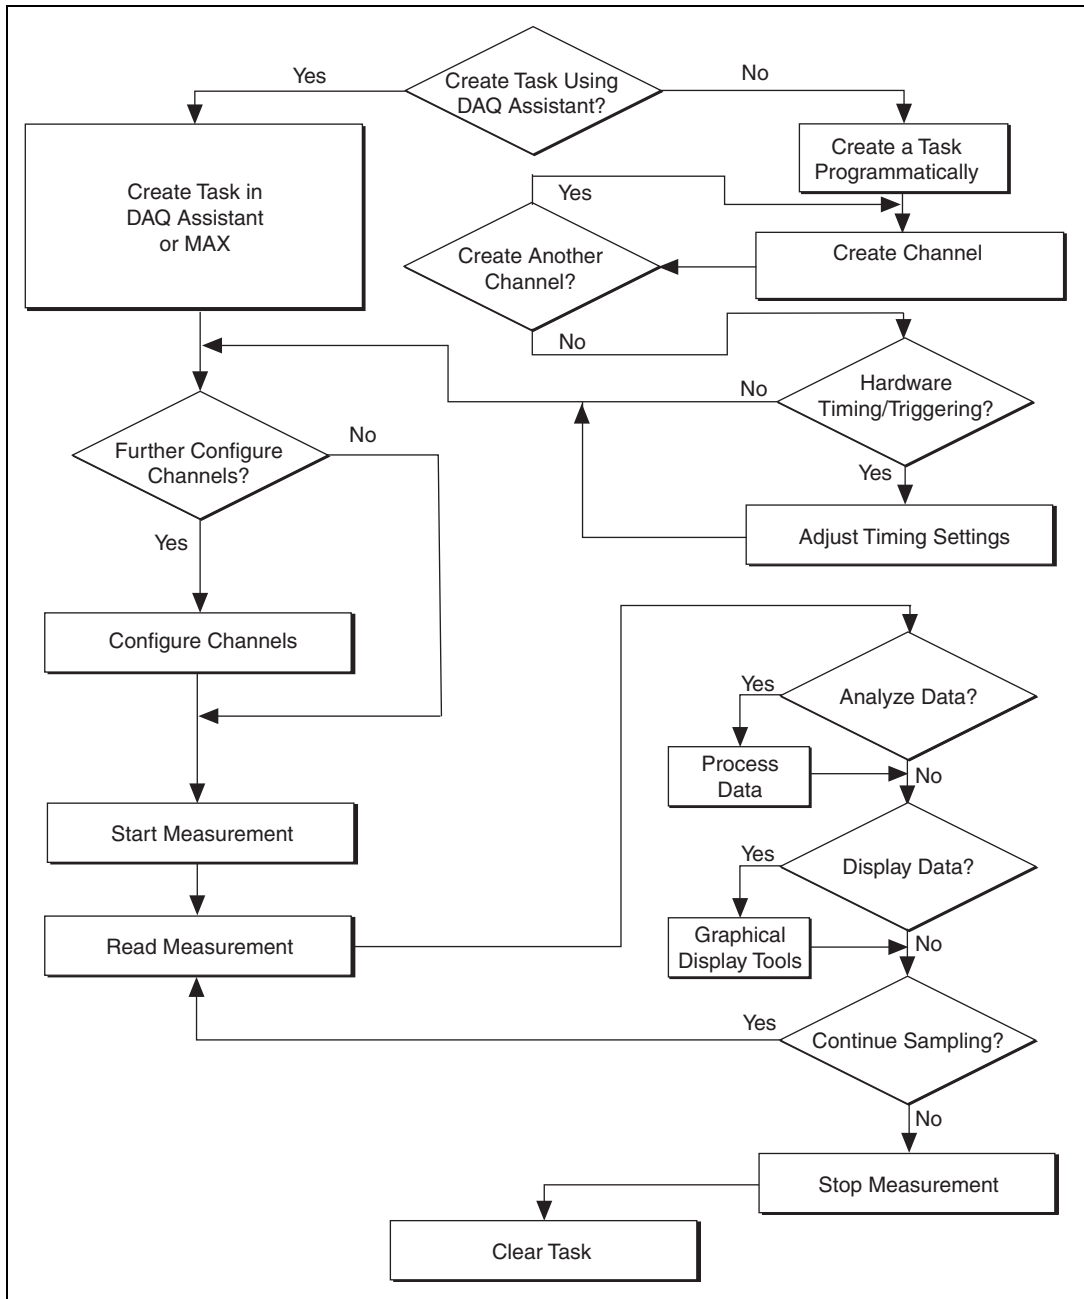 Create Task Using
DAQ Assistant?
Yes
No
Create Task in
DAQ Assistant
or MAX
Create a Task
Programmatically
Yes
Create Channel
Create Another
Channel?
No
Hardware
Timing/Triggering?
No
Yes
Adjust Timing Settings
Further Configure
Channels?
No
Yes
Configure Channels
Start Measurement
Read Measurement
Analyze Data?
Yes
No
Process
Data
Display Data?
Yes
No
Graphical
Display Tools
Continue Sampling?
Yes
No
Stop Measurement
Clear Task